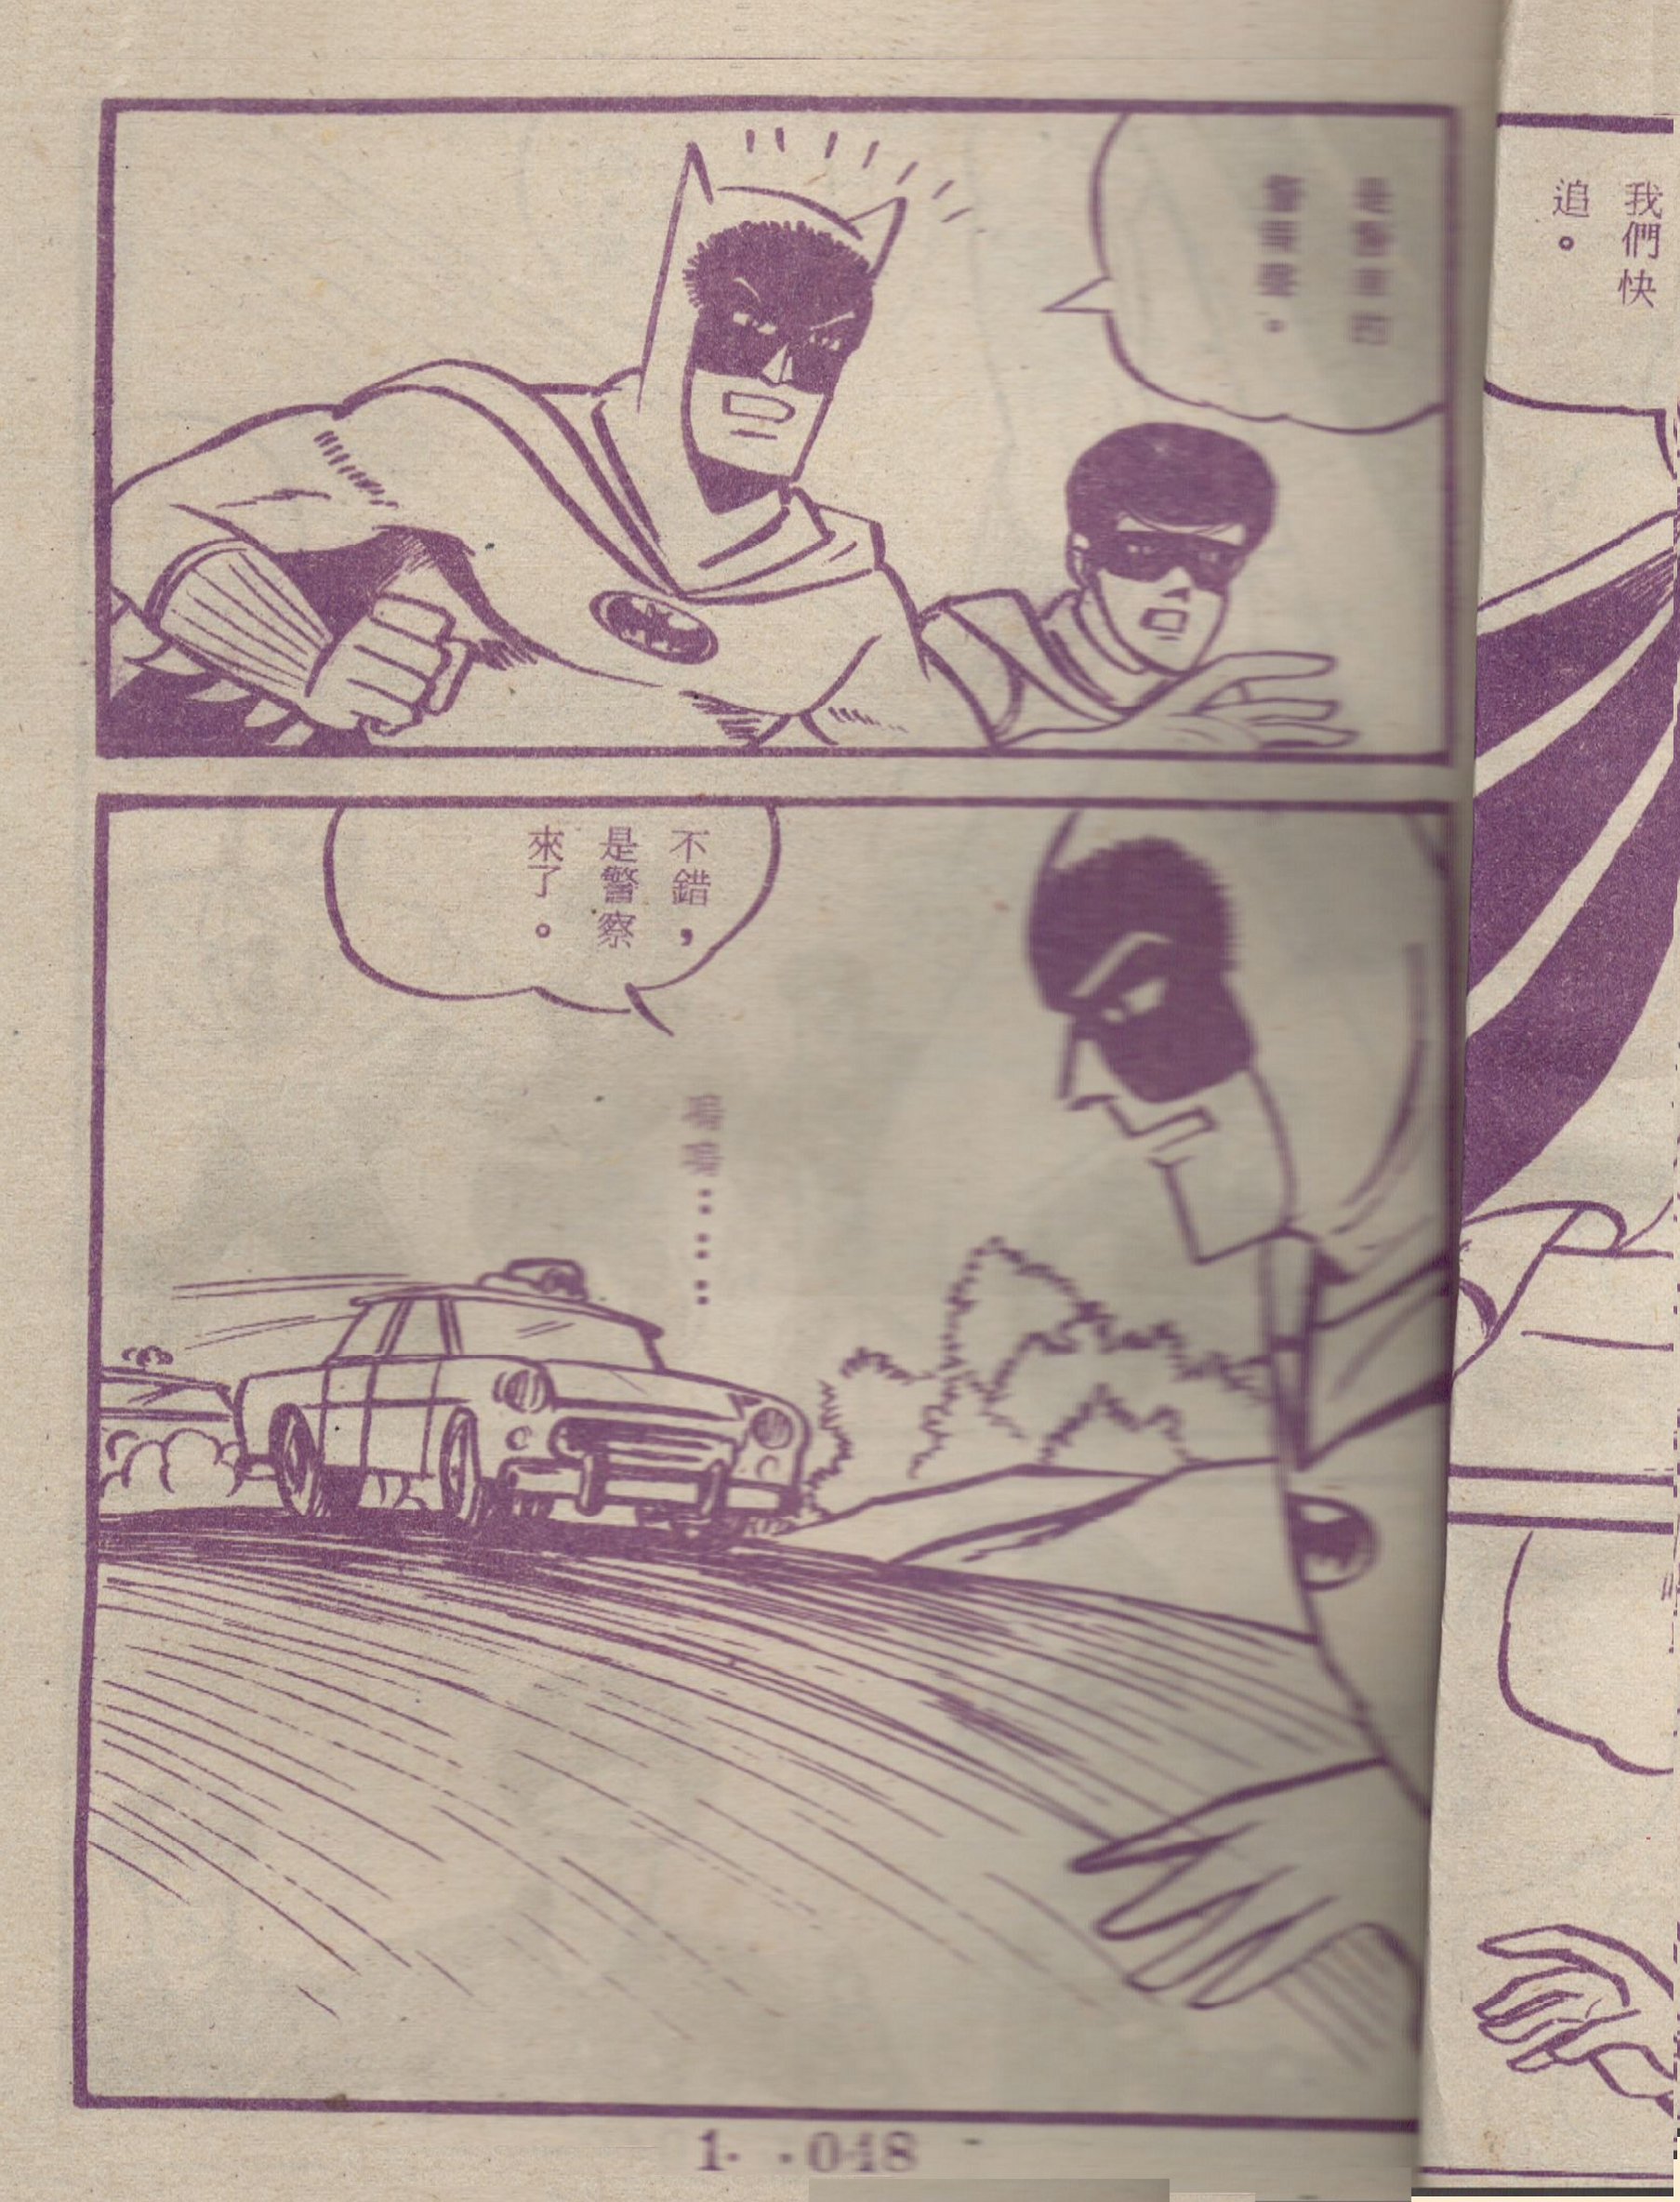 我們快
追。
是警車的
警號聲。
不錯，
是警察
來了。
嗚嗚⋯⋯
1· ·048